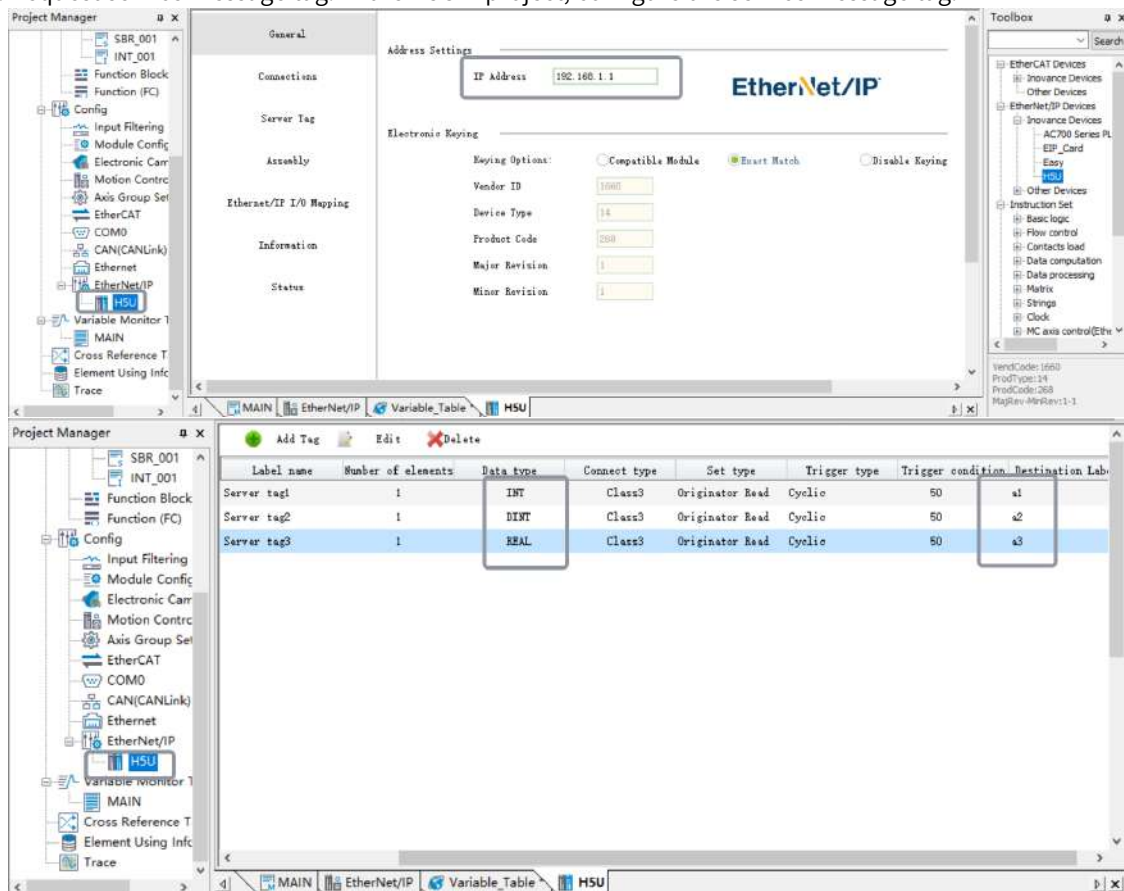 Project Manager
SBR_001
INT_001
Function Block
Function (FC)
Config
Input Filtering
Module Config
Electronic Cam
Motion Contrc
Axis Group Set
EtherCAT
COM0
CAN(CANLink)
Ethernet
EtherNet/IP
H5U
Variable Monitor T
MAIN
Cross Reference T
Element Using Infc
Trace
General
Connections
Server Tag
Assembly
Ethernet/IP I/O Mapping
Information
Status
Address Settings
IP Address 192.168.1.1
EtherNet/IP
Electronic Keying
Keying Options: Compatible Module Exact Match Disable Keying
Vendor ID 1660
Device Type 14
Product Code 268
Major Revision 1
Minor Revision 1
MAIN EtherNet/IP Variable_Table H5U
Toolbox
Search
EtherCAT Devices
Inovance Devices
Other Devices
EtherNet/IP Devices
Inovance Devices
AC700 Series PL
EIP_Card
Easy
H5U
Other Devices
Instruction Set
Basic logic
Flow control
Contacts load
Data computation
Data processing
Matrix
Strings
Clock
MC axis control(Ethe
VendCode:1660
ProdType:14
ProdCode:268
MajRev-MinRev:1-1
Project Manager
SBR_001
INT_001
Function Block
Function (FC)
Config
Input Filtering
Module Config
Electronic Cam
Motion Contrc
Axis Group Set
EtherCAT
COM0
CAN(CANLink)
Ethernet
EtherNet/IP
H5U
Variable Monitor T
MAIN
Cross Reference T
Element Using Infc
Trace
Add Tag Edit Delete
Label name Number of elements Data type Connect type Set type Trigger type Trigger condition Destination Labe
Server tag1 1 INT Class3 Originator Read Cyclic 50 a1
Server tag2 1 DINT Class3 Originator Read Cyclic 50 a2
Server tag3 1 REAL Class3 Originator Read Cyclic 50 a3
MAIN EtherNet/IP Variable_Table H5U